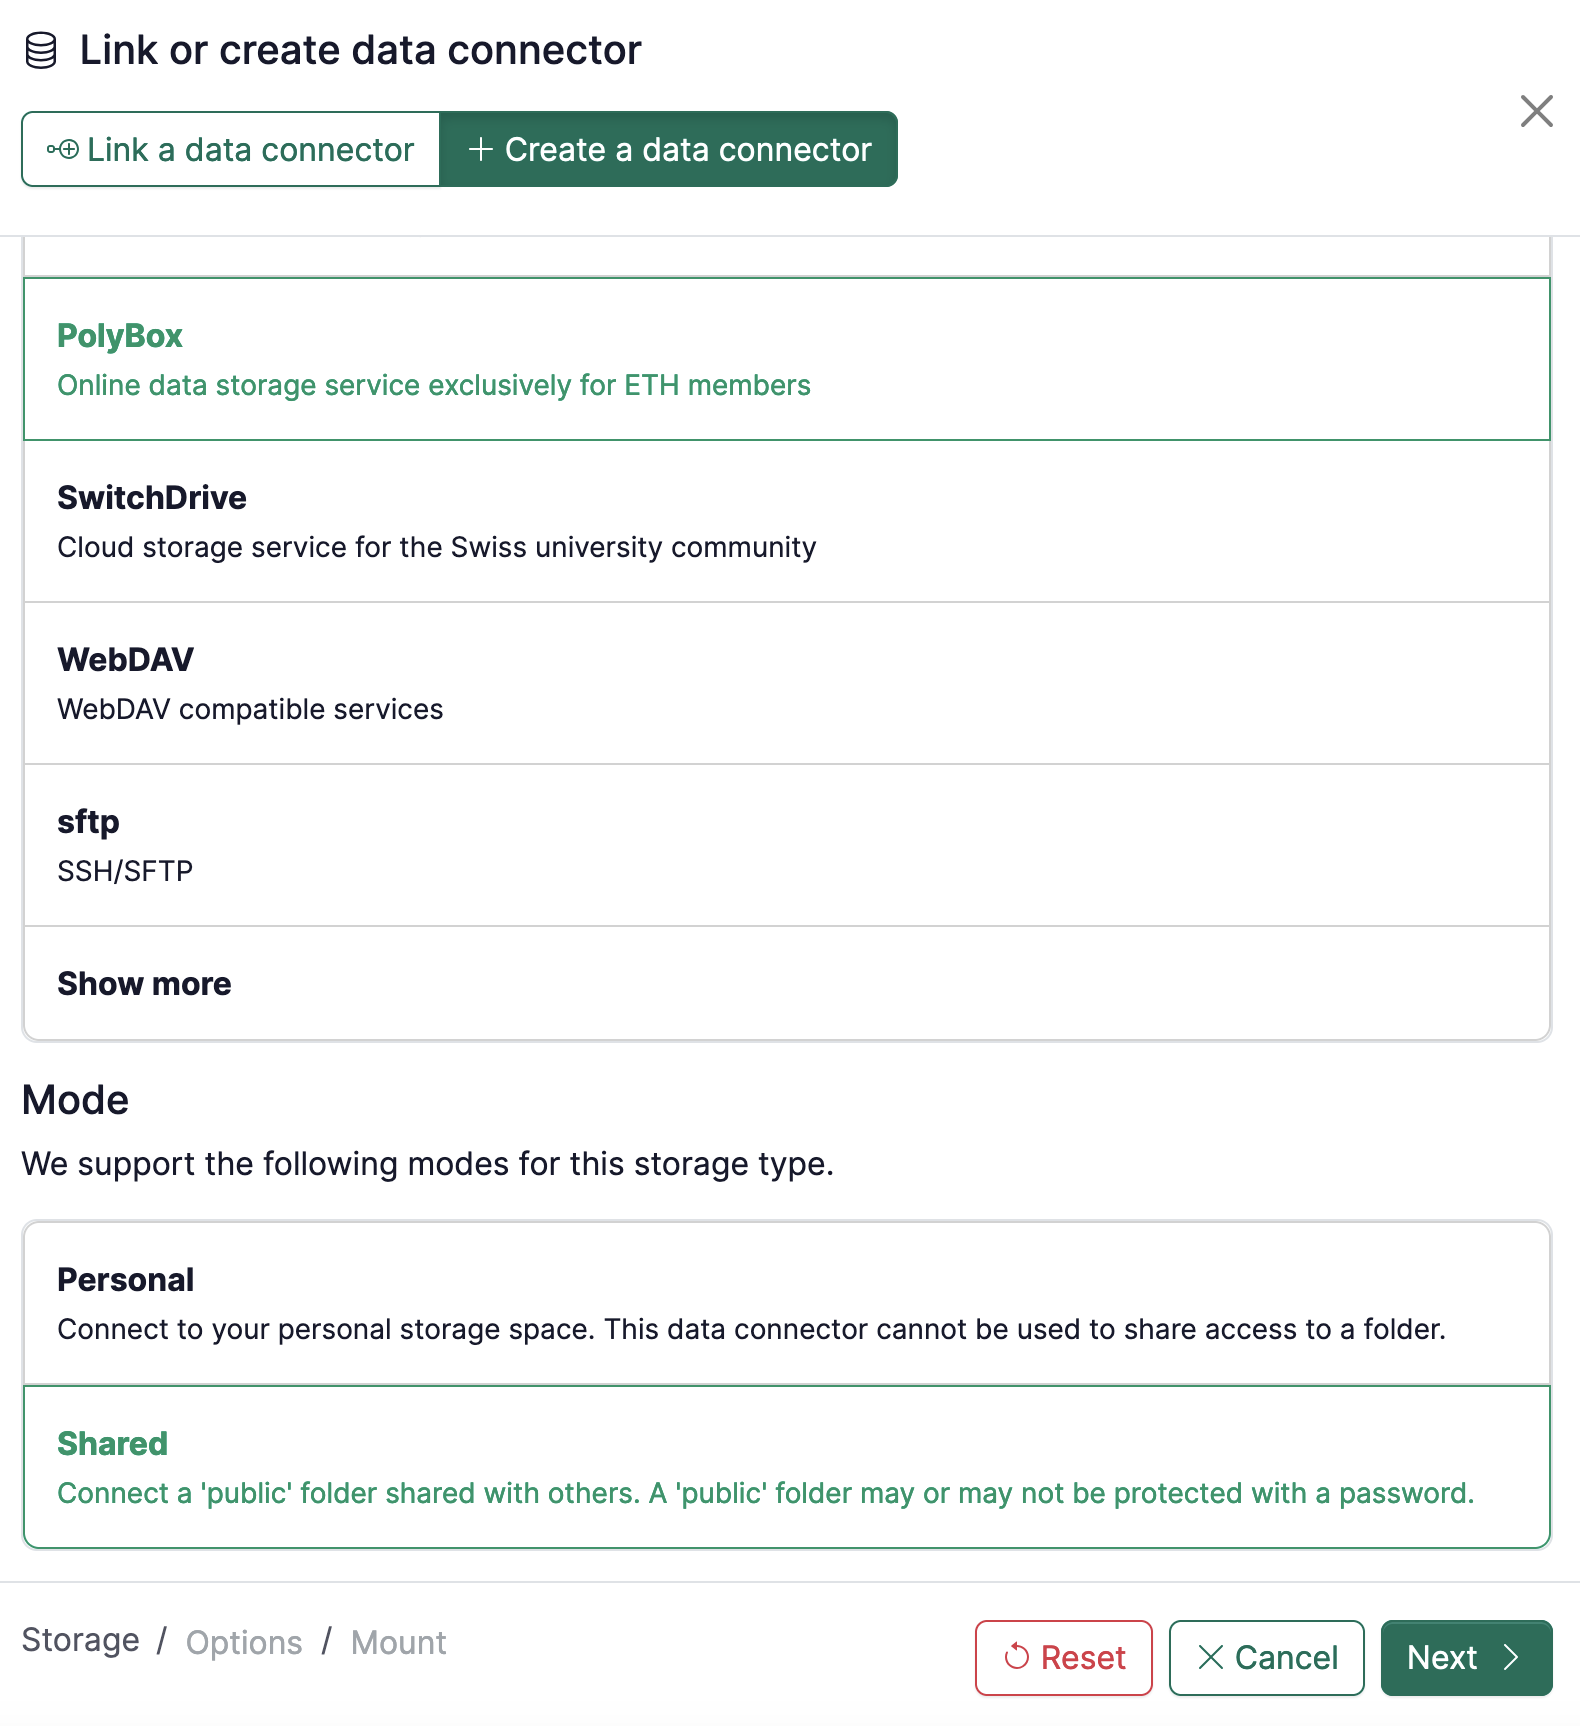 Link or create data connector
Link a data connector
Create a data connector
PolyBox
Online data storage service exclusively for ETH members
SwitchDrive
Cloud storage service for the Swiss university community
WebDAV
WebDAV compatible services
sftp
SSH/SFTP
Show more
Mode
We support the following modes for this storage type.
Personal
Connect to your personal storage space. This data connector cannot be used to share access to a folder.
Shared
Connect a 'public' folder shared with others. A 'public' folder may or may not be protected with a password.
Storage / Options / Mount
Reset
Cancel
Next